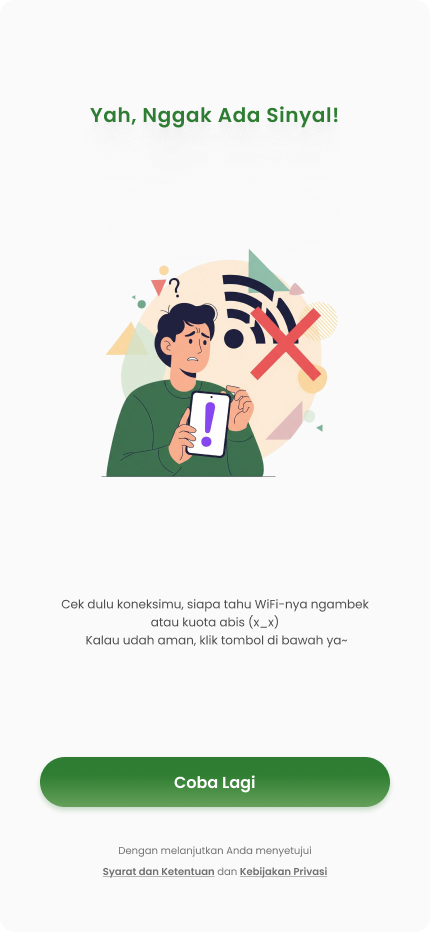 Yah, Nggak Ada Sinyal!
?
!
Cek dulu koneksimu, siapa tahu WiFi-nya ngambek
atau kuota abis (x_x)
Kalau udah aman, klik tombol di bawah ya~
Coba Lagi
Dengan melanjutkan Anda menyetujui
Syarat dan Ketentuan dan Kebijakan Privasi